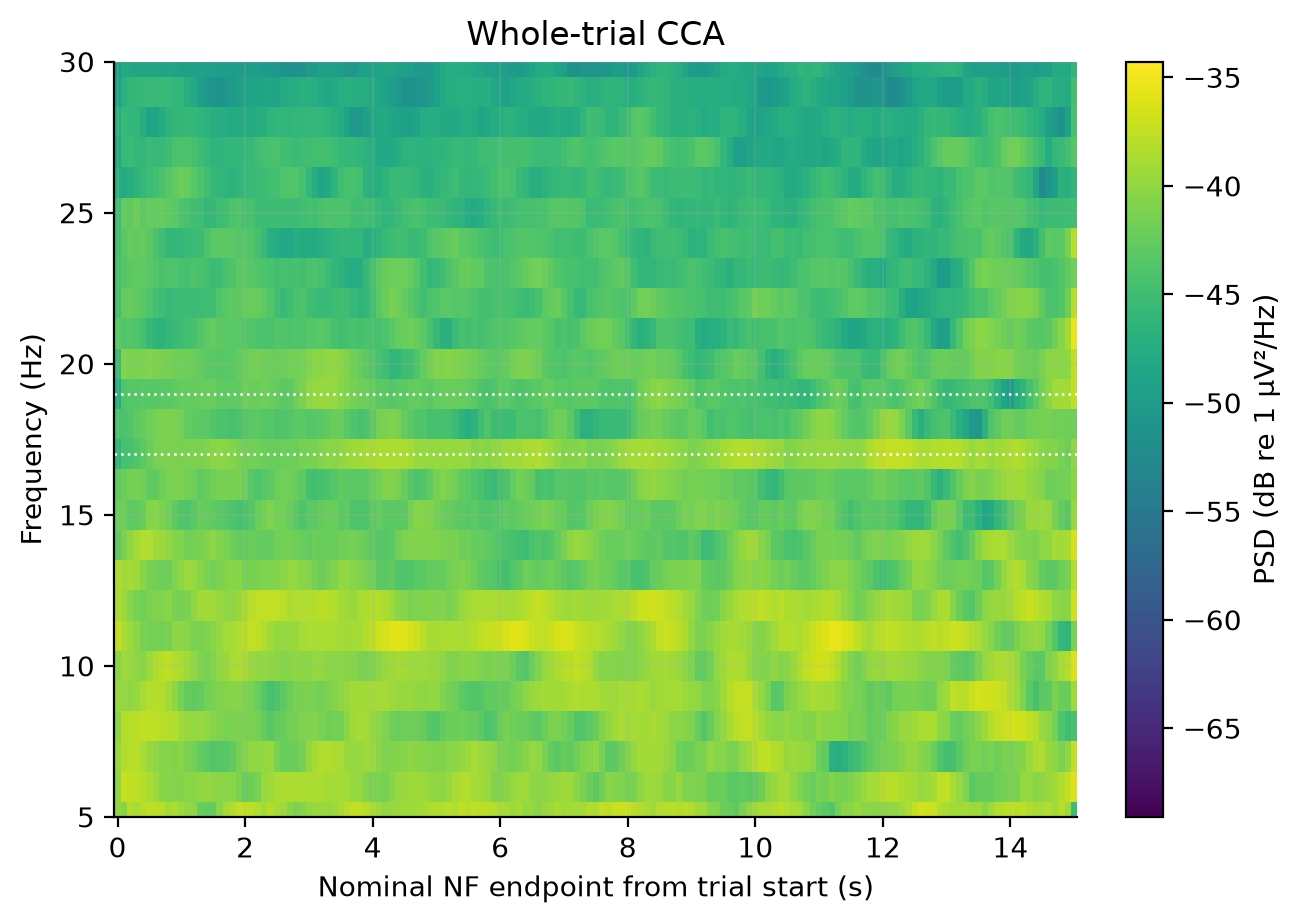 Whole-trial CCA
30
25
20
15
10
5
Frequency (Hz)
0 2 4 6 8 10 12 14
Nominal NF endpoint from trial start (s)
−35
−40
−45
−50
−55
−60
−65
PSD (dB re 1 µV²/Hz)